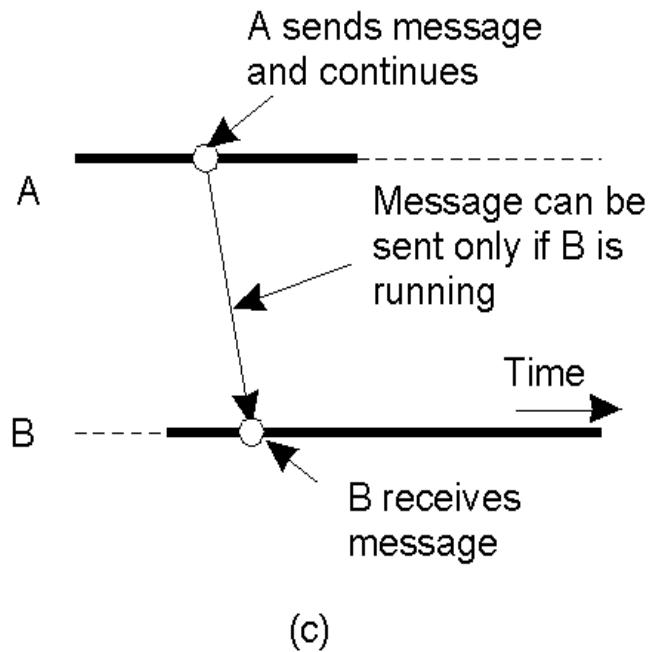 A sends message
and continues
A
Message can be
sent only if B is
running
Time
B
B receives
message
(c)